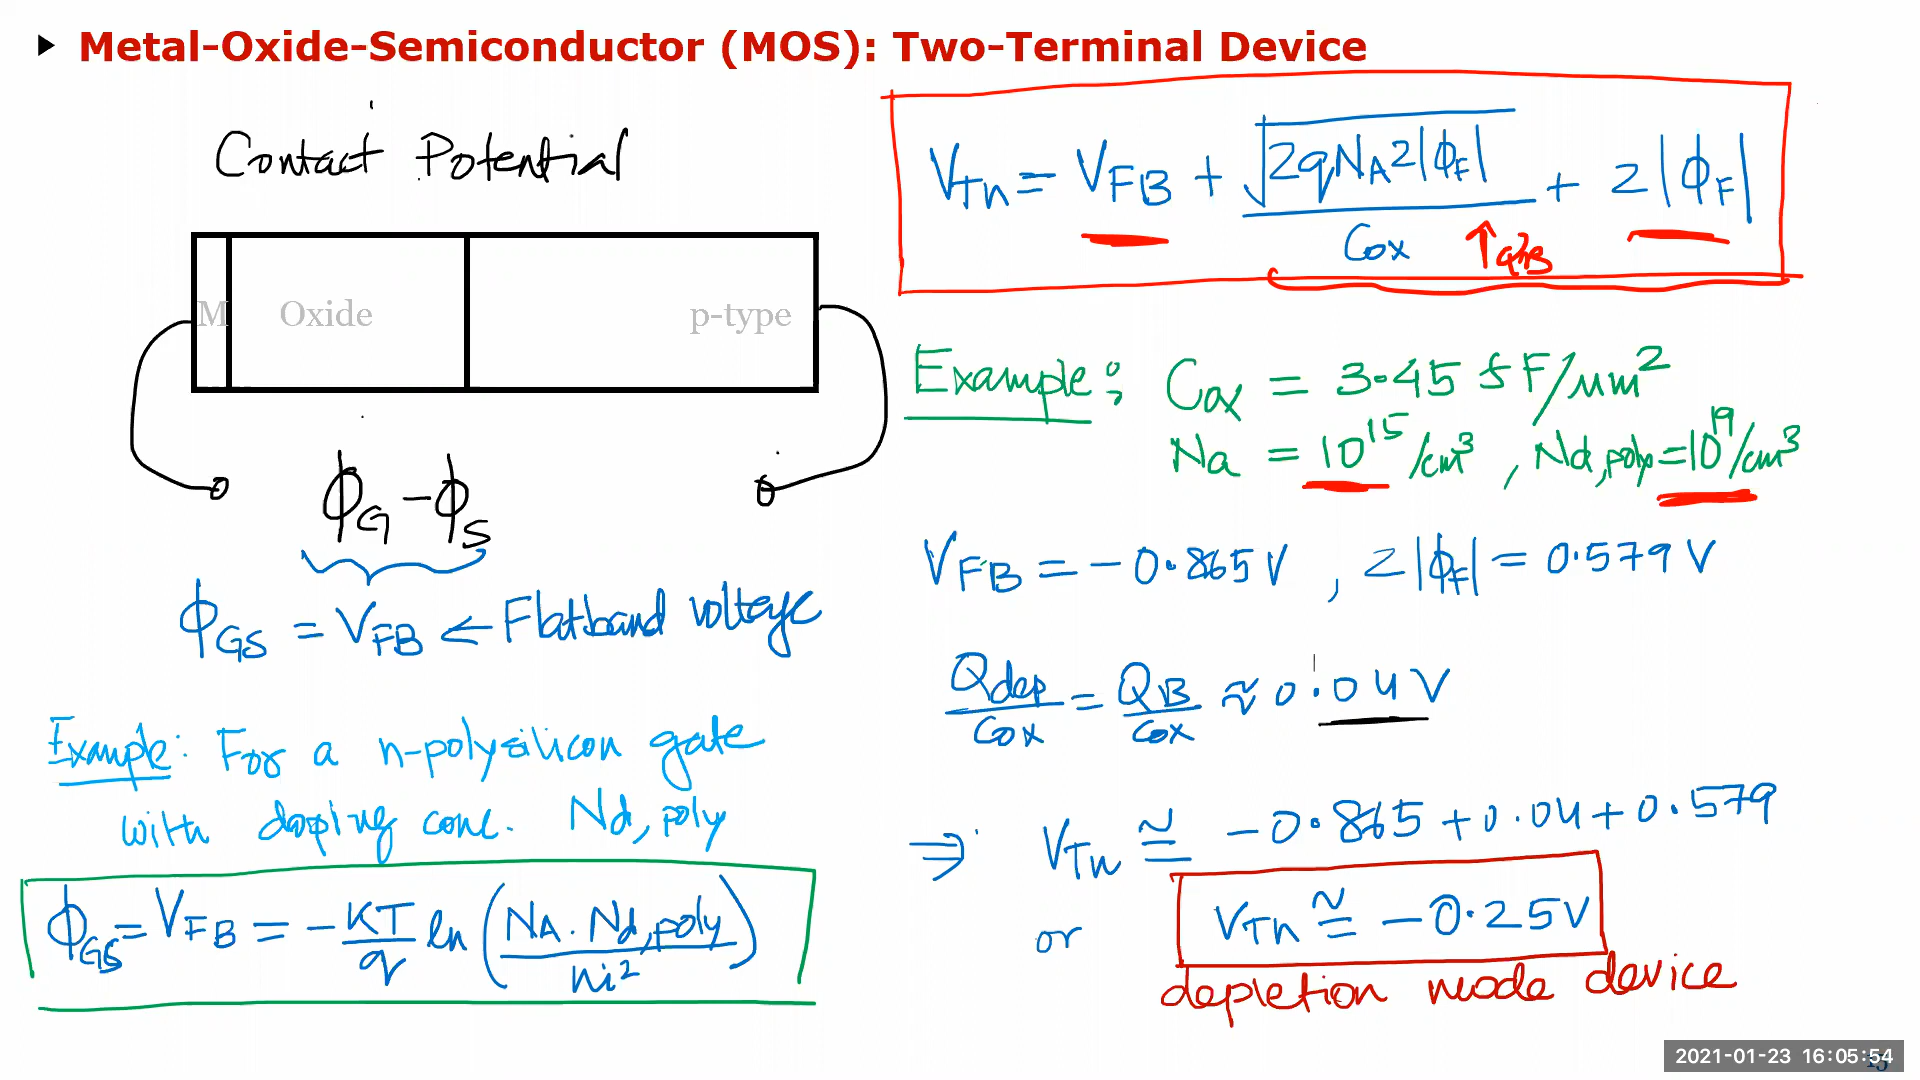 Metal-Oxide-Semiconductor (MOS): Two-Terminal Device
Contact Potential
M Oxide p-type
ϕG - ϕS
ϕGS = VFB ← Flatband voltage
Example: For a n-polysilicon gate
with doping conc. Nd,poly
ϕGS = VFB = - KT/q ln (NA . Nd,poly / ni²)
VTn = VFB + √2qNA2|ϕF| / Cox + 2|ϕF|
Example: Cox = 3.45 fF/μm²
Na = 10¹⁵/cm³, Nd,poly = 10¹⁹/cm³
VFB = -0.865 V, 2|ϕF| = 0.579 V
Qdep/Cox = QB/Cox ≈ 0.04 V
⇒ VTn ≅ -0.865 + 0.04 + 0.579
or VTn ≅ -0.25V
depletion mode device
2021-01-23 16:05:54